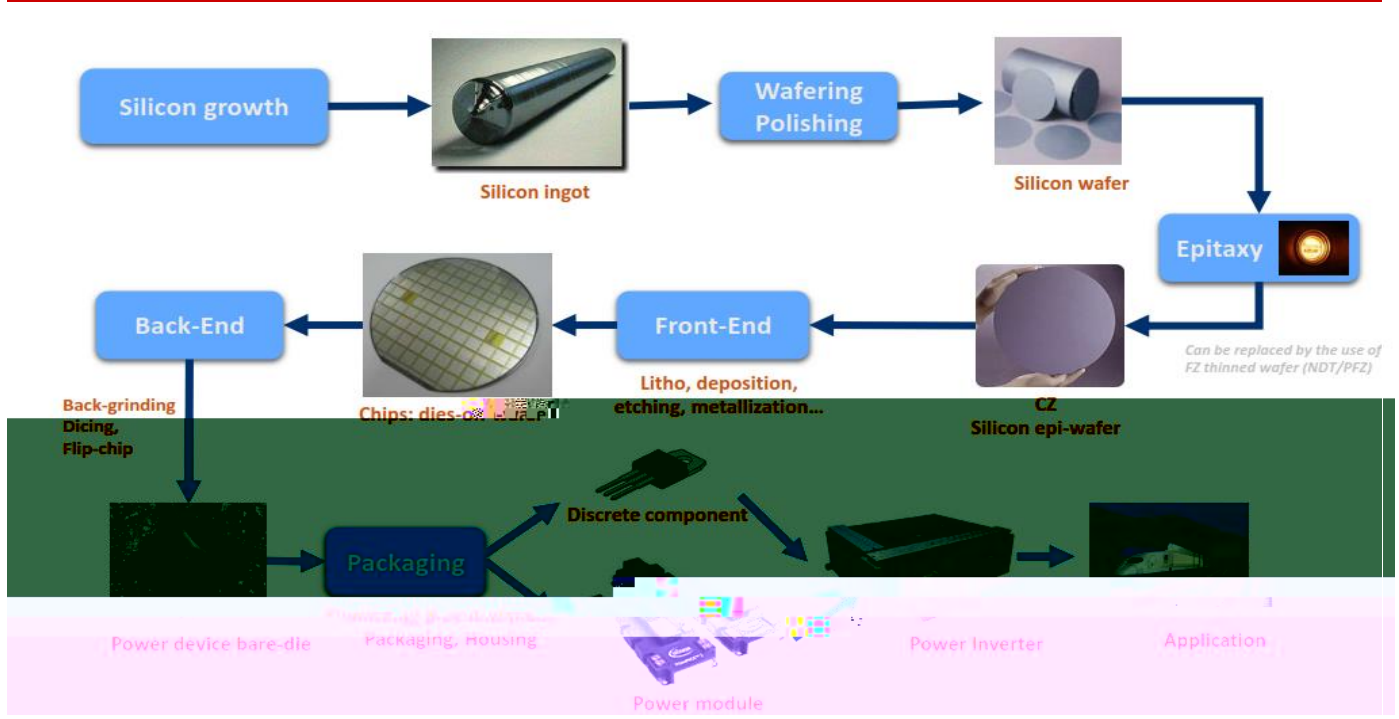 Silicon growth
Silicon ingot
Wafering
Polishing
Silicon wafer
Epitaxy
Can be replaced by the use of
FZ thinned wafer (NDT/PFZ)
CZ
Silicon epi-wafer
Front-End
Litho, deposition,
etching, metallization...
Chips:
Back-End
Back-grinding
Dicing,
Flip-chip
Power device bare-die
Packaging
Packaging, Housing
Discrete component
Power module
Power Inverter
Application